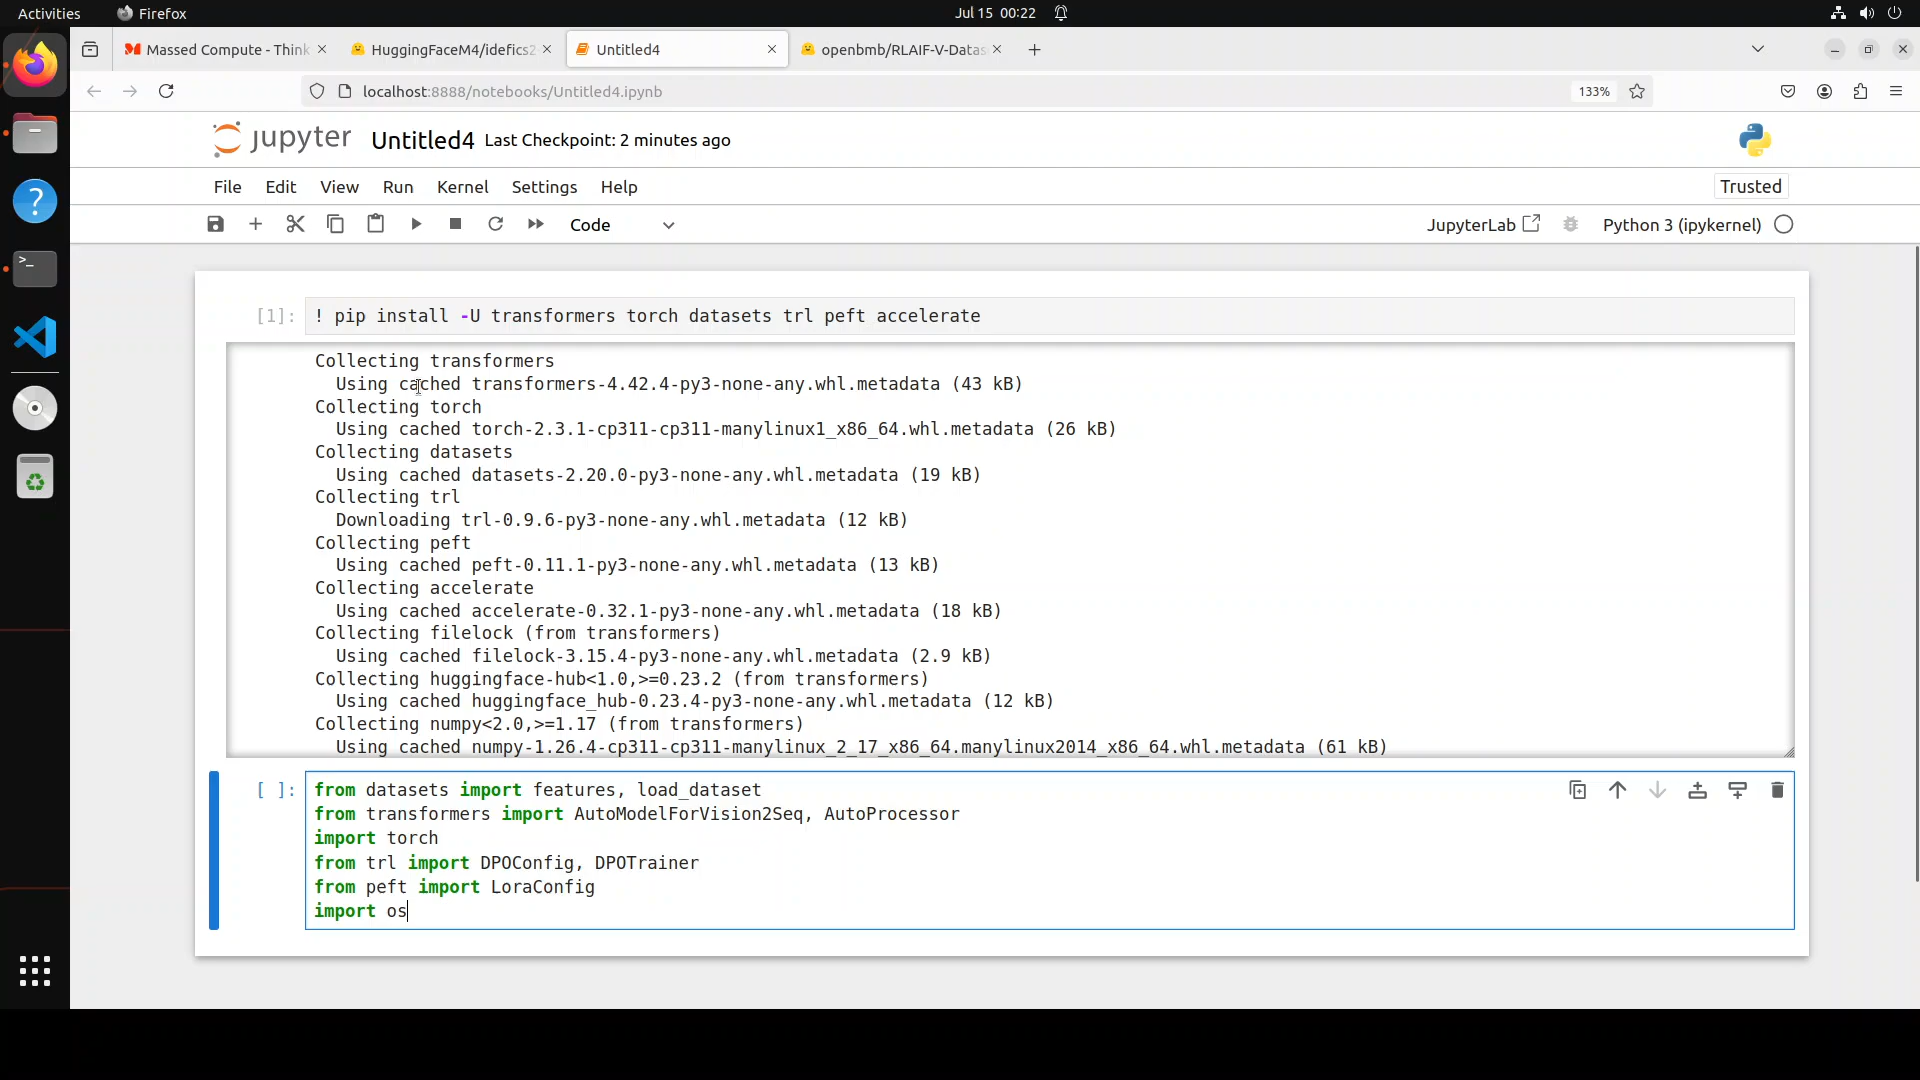 Activities
Firefox
Jul 15 00:22
Massed Compute - Think
HuggingFaceM4/idefics2
Untitled4
openbmb/RLAIF-V-Datas
localhost:8888/notebooks/Untitled4.ipynb
133%
jupyter Untitled4 Last Checkpoint: 2 minutes ago
File Edit View Run Kernel Settings Help
Trusted
Code
JupyterLab
Python 3 (ipykernel)
[1]: ! pip install -U transformers torch datasets trl peft accelerate
Collecting transformers
Using cached transformers-4.42.4-py3-none-any.whl.metadata (43 kB)
Collecting torch
Using cached torch-2.3.1-cp311-cp311-manylinux1_x86_64.whl.metadata (26 kB)
Collecting datasets
Using cached datasets-2.20.0-py3-none-any.whl.metadata (19 kB)
Collecting trl
Downloading trl-0.9.6-py3-none-any.whl.metadata (12 kB)
Collecting peft
Using cached peft-0.11.1-py3-none-any.whl.metadata (13 kB)
Collecting accelerate
Using cached accelerate-0.32.1-py3-none-any.whl.metadata (18 kB)
Collecting filelock (from transformers)
Using cached filelock-3.15.4-py3-none-any.whl.metadata (2.9 kB)
Collecting huggingface-hub<1.0,>=0.23.2 (from transformers)
Using cached huggingface_hub-0.23.4-py3-none-any.whl.metadata (12 kB)
Collecting numpy<2.0,>=1.17 (from transformers)
Using cached numpy-1.26.4-cp311-cp311-manylinux_2_17_x86_64.manylinux2014_x86_64.whl.metadata (61 kB)
[ ]: from datasets import features, load_dataset
from transformers import AutoModelForVision2Seq, AutoProcessor
import torch
from trl import DPOConfig, DPOTrainer
from peft import LoraConfig
import os